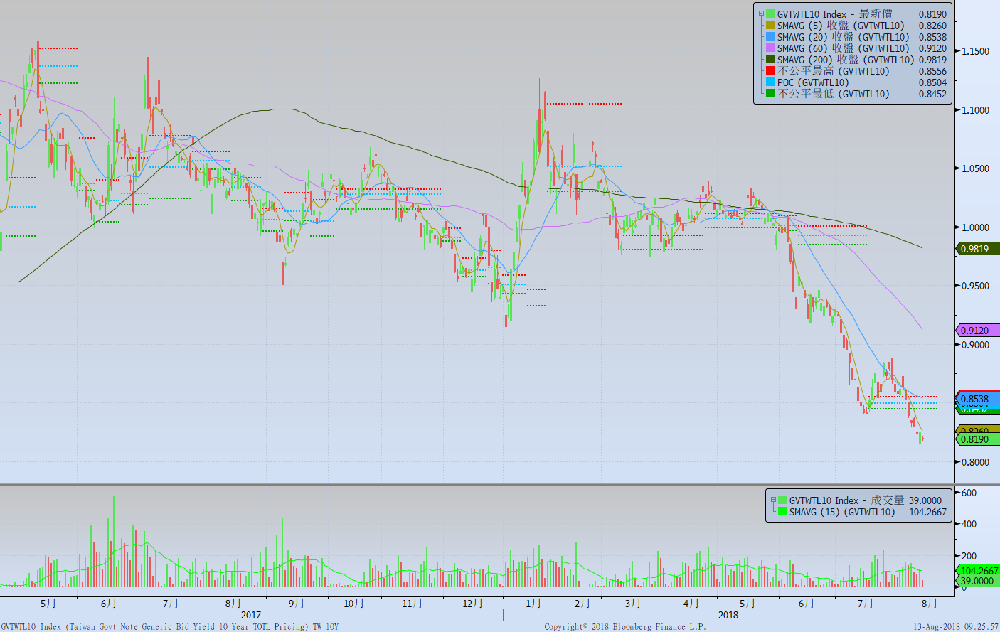 GVTWTL10 Index - 最新價 0.8190
SMAVG (5) 收盤 (GVTWTL10) 0.8260
SMAVG (20) 收盤 (GVTWTL10) 0.8538
SMAVG (60) 收盤 (GVTWTL10) 0.9120
SMAVG (200) 收盤 (GVTWTL10) 0.9819
不公平最高 (GVTWTL10) 0.8556
POC (GVTWTL10) 0.8504
不公平最低 (GVTWTL10) 0.8452
1.1500
1.1000
1.0500
1.0000
0.9819
0.9500
0.9120
0.9000
0.8538
0.8452
0.8260
0.8190
0.8000
GVTWTL10 Index - 成交量 39.0000
SMAVG (15) (GVTWTL10) 104.2667
600
400
200
104.2667
39.0000
0
5月 6月 7月 8月 9月 10月 11月 12月 1月 2月 3月 4月 5月 6月 7月 8月
2017 2018
GVTWTL10 Index (Taiwan Govt Note Generic Bid Yield 10 Year TOTL Pricing) TW 10Y Copyright© 2018 Bloomberg Finance L.P. 13-Aug-2018 09:25:57